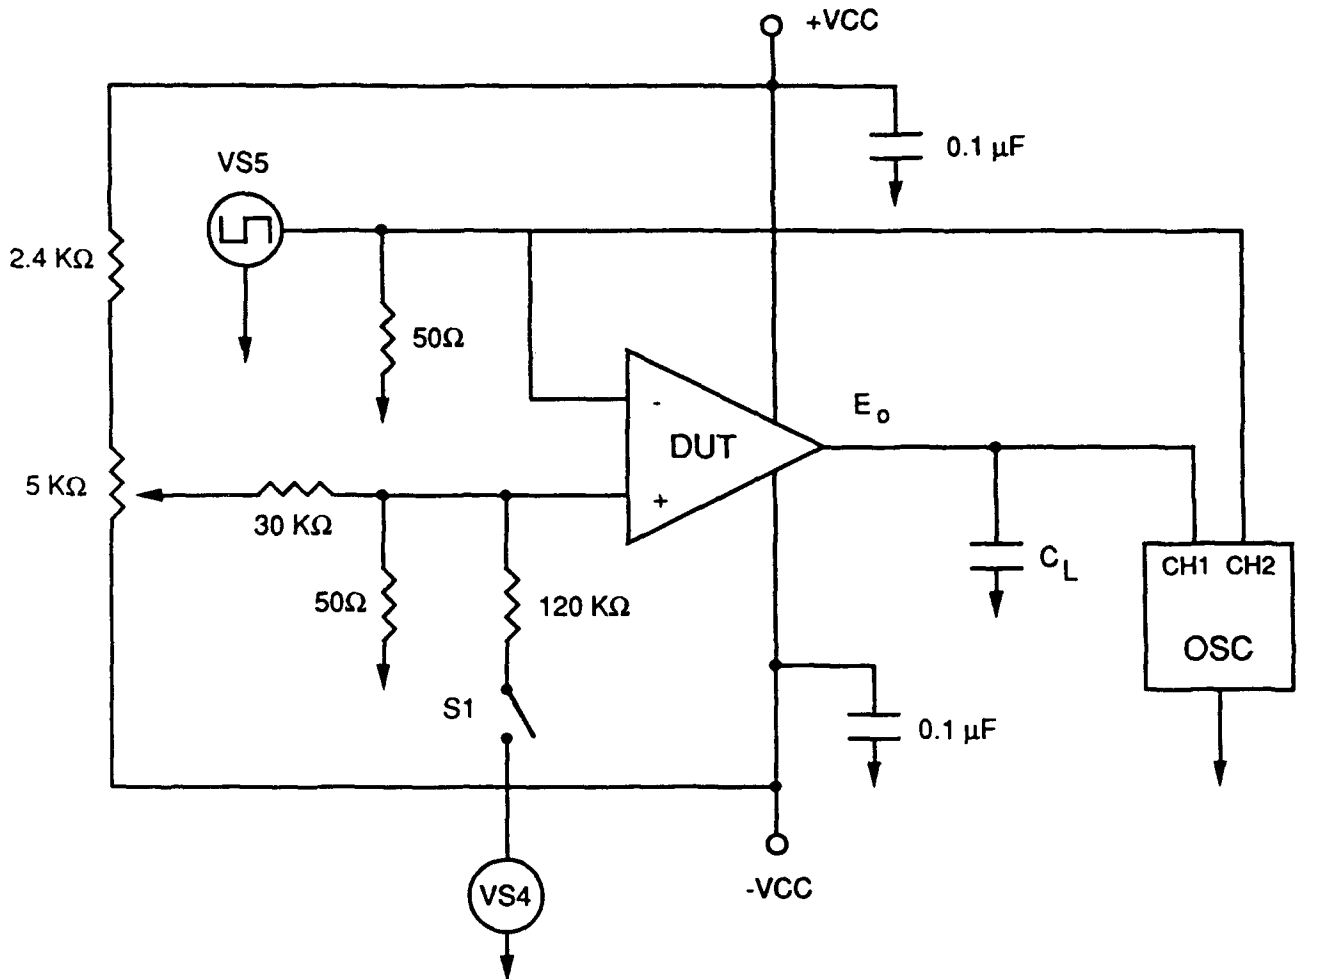 +VCC
0.1 µF
VS5
2.4 KΩ
50Ω
-
DUT
E o
5 KΩ
30 KΩ
+
50Ω
120 KΩ
C L
CH1 CH2
OSC
S1
0.1 µF
VS4
-VCC